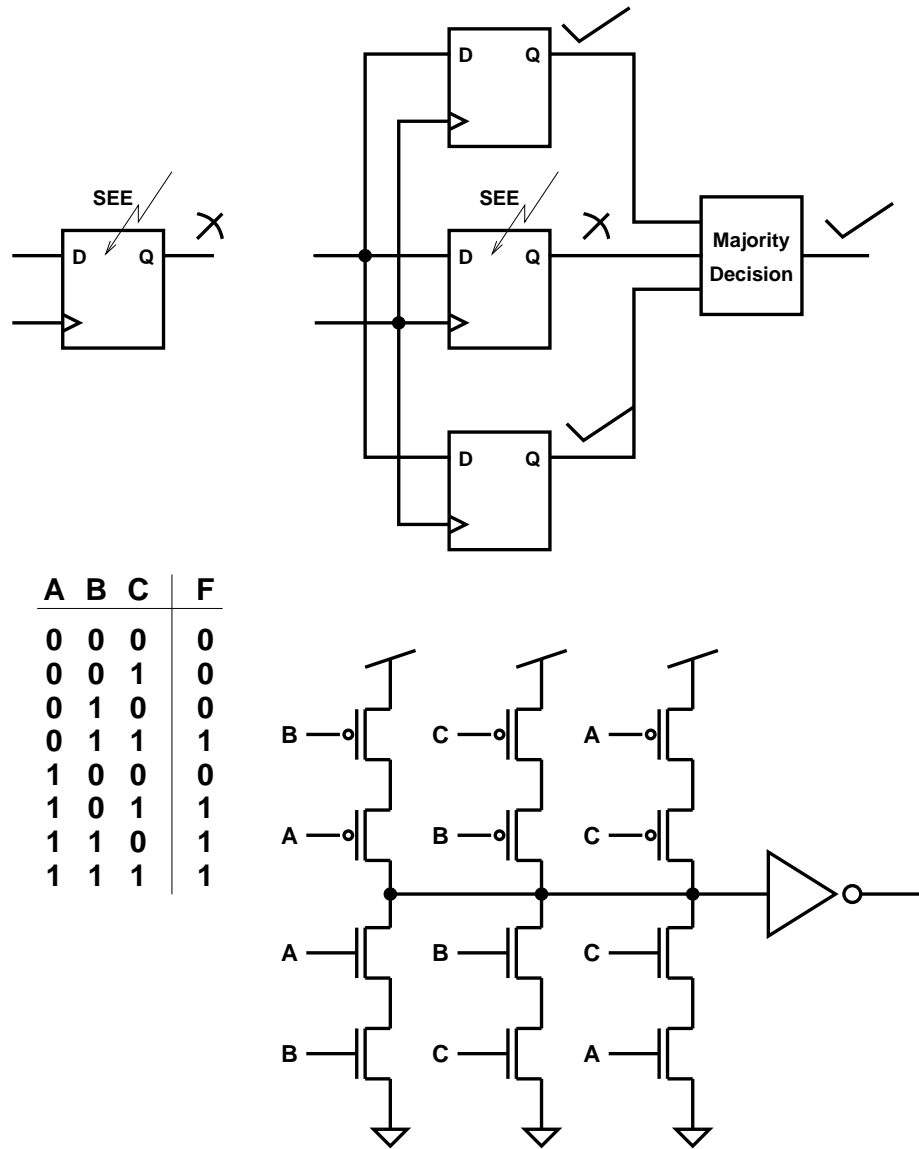 D Q
SEE
D Q
SEE
D Q
Majority
Decision
D Q
A B C F
0 0 0 0
0 0 1 0
0 1 0 0
0 1 1 1
1 0 0 0
1 0 1 1
1 1 0 1
1 1 1 1
B C A
A B C
A B C
B C A